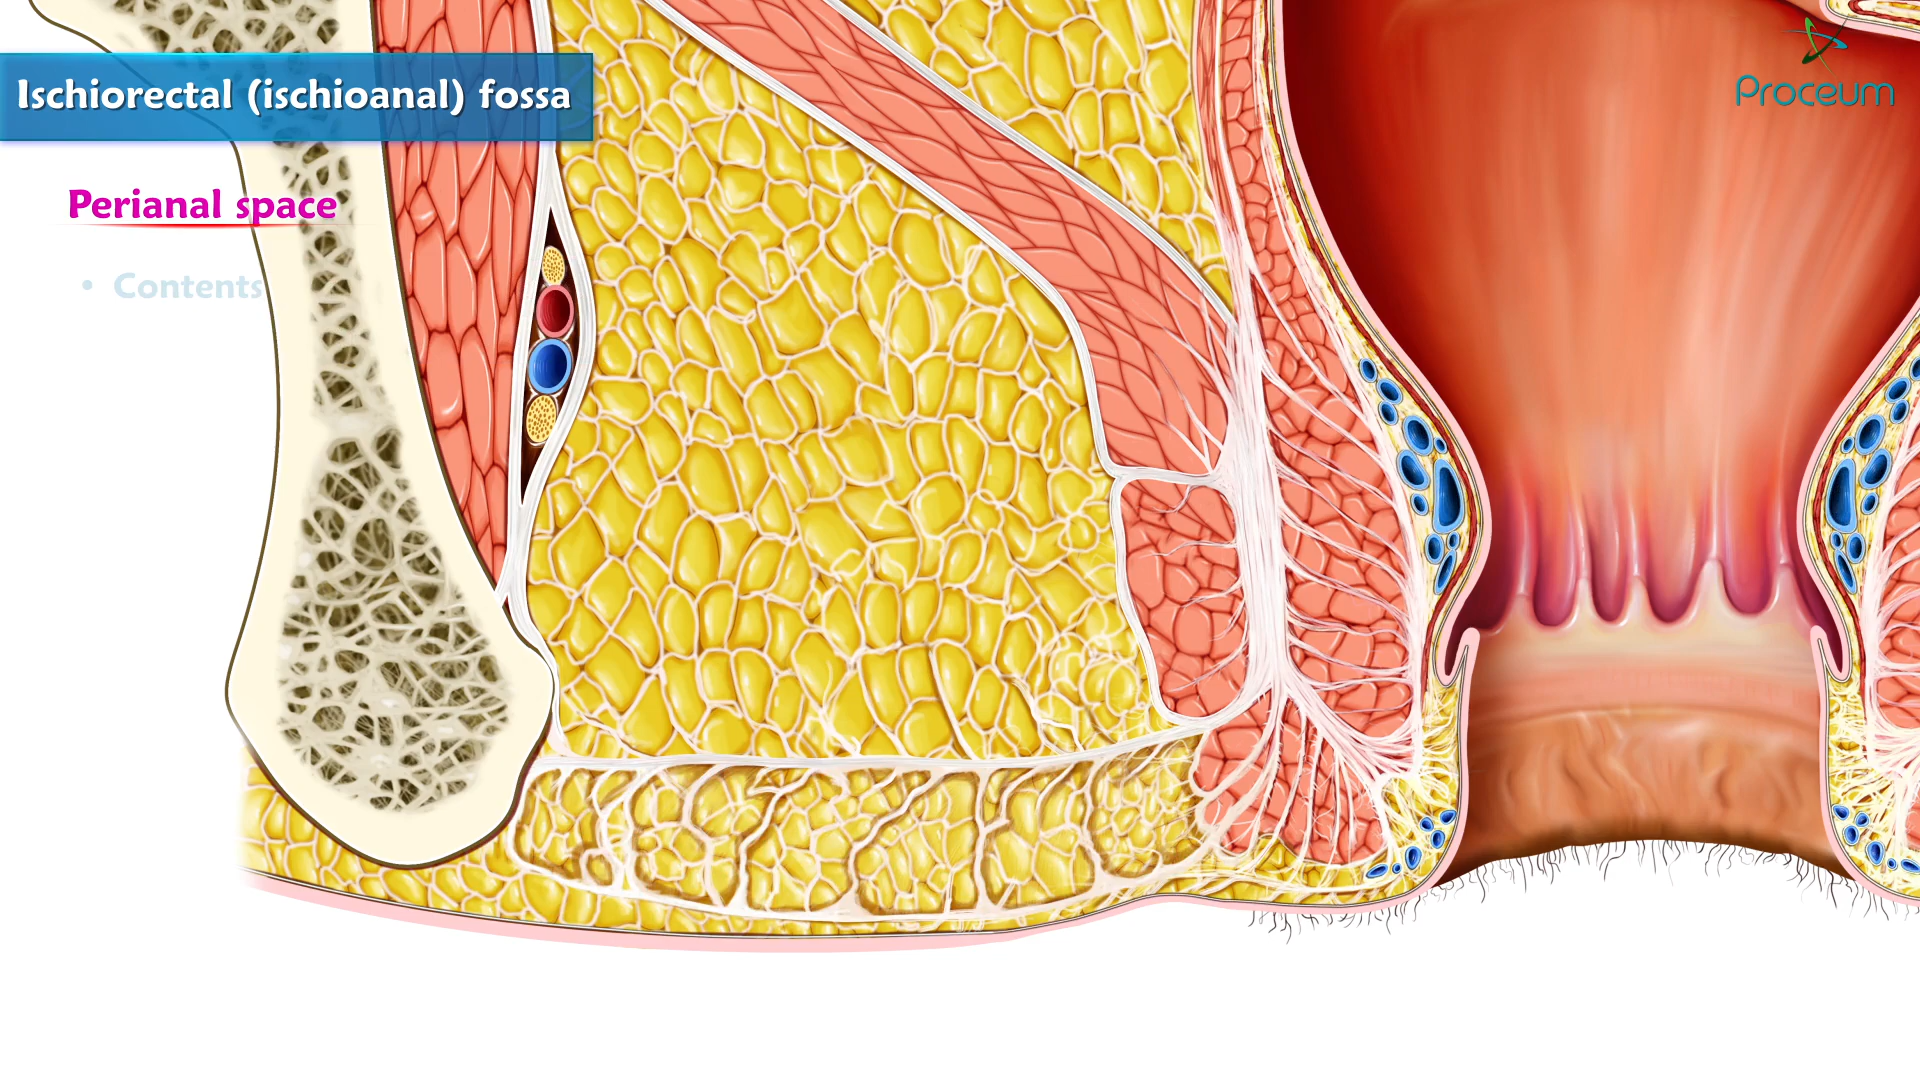 Ischiorectal (ischioanal) fossa
Proceum
Perianal space
• Contents